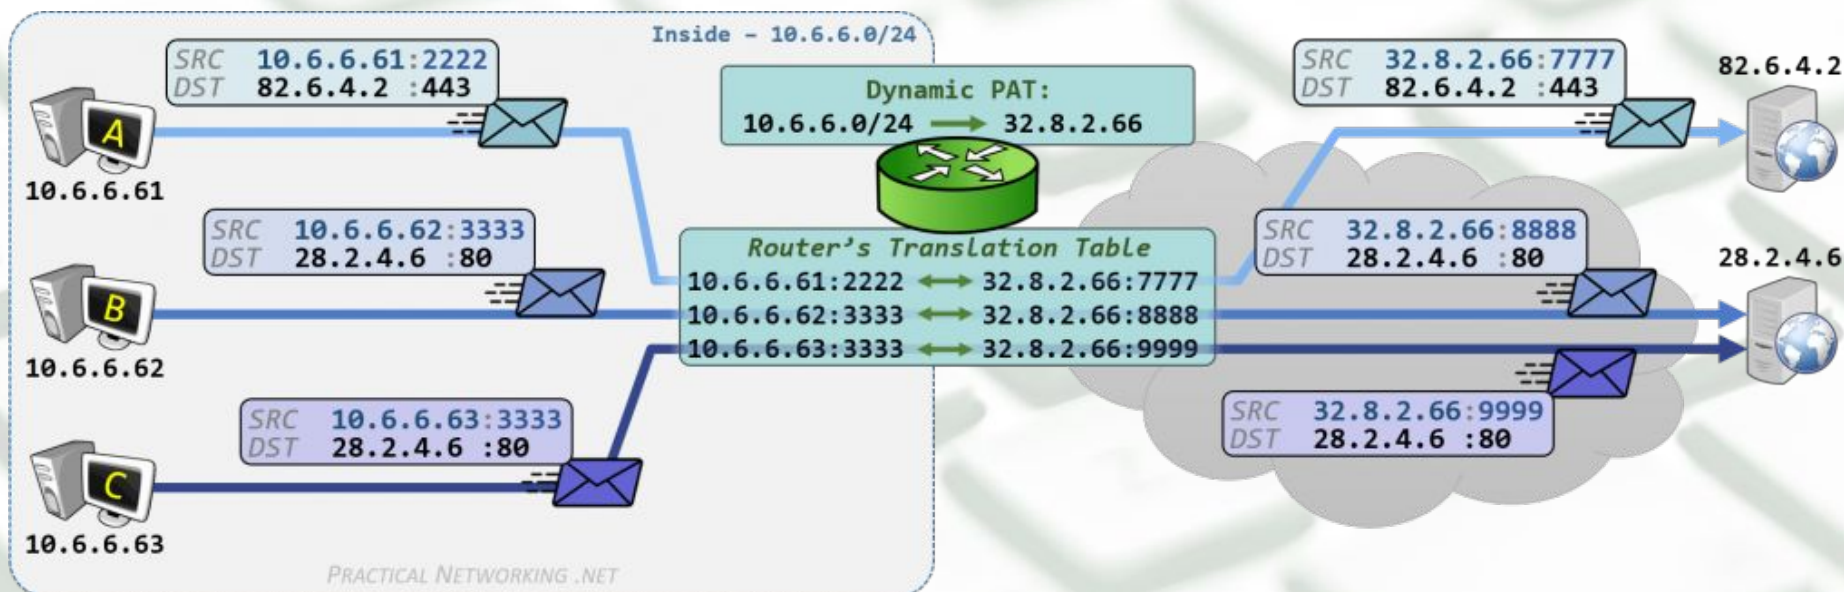 Inside – 10.6.6.0/24
SRC 10.6.6.61:2222
DST 82.6.4.2 :443
A
10.6.6.61
SRC 10.6.6.62:3333
DST 28.2.4.6 :80
B
10.6.6.62
SRC 10.6.6.63:3333
DST 28.2.4.6 :80
C
10.6.6.63
PRACTICAL NETWORKING .NET
Dynamic PAT:
10.6.6.0/24 → 32.8.2.66
Router's Translation Table
10.6.6.61:2222 ↔ 32.8.2.66:7777
10.6.6.62:3333 ↔ 32.8.2.66:8888
10.6.6.63:3333 ↔ 32.8.2.66:9999
SRC 32.8.2.66:7777
DST 82.6.4.2 :443
82.6.4.2
SRC 32.8.2.66:8888
DST 28.2.4.6 :80
28.2.4.6
SRC 32.8.2.66:9999
DST 28.2.4.6 :80